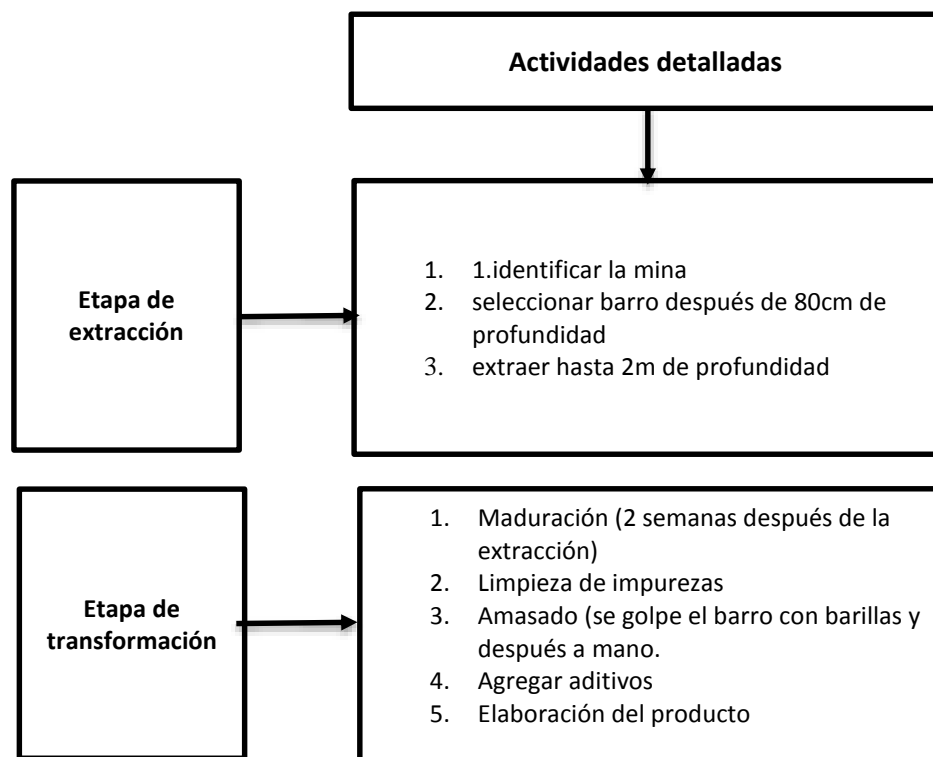 Actividades detalladas
Etapa de
extracción
1. 1.identificar la mina
2. seleccionar barro después de 80cm de
profundidad
3. extraer hasta 2m de profundidad
Etapa de
transformación
1. Maduración (2 semanas después de la
extracción)
2. Limpieza de impurezas
3. Amasado (se golpe el barro con barillas y
después a mano.
4. Agregar aditivos
5. Elaboración del producto